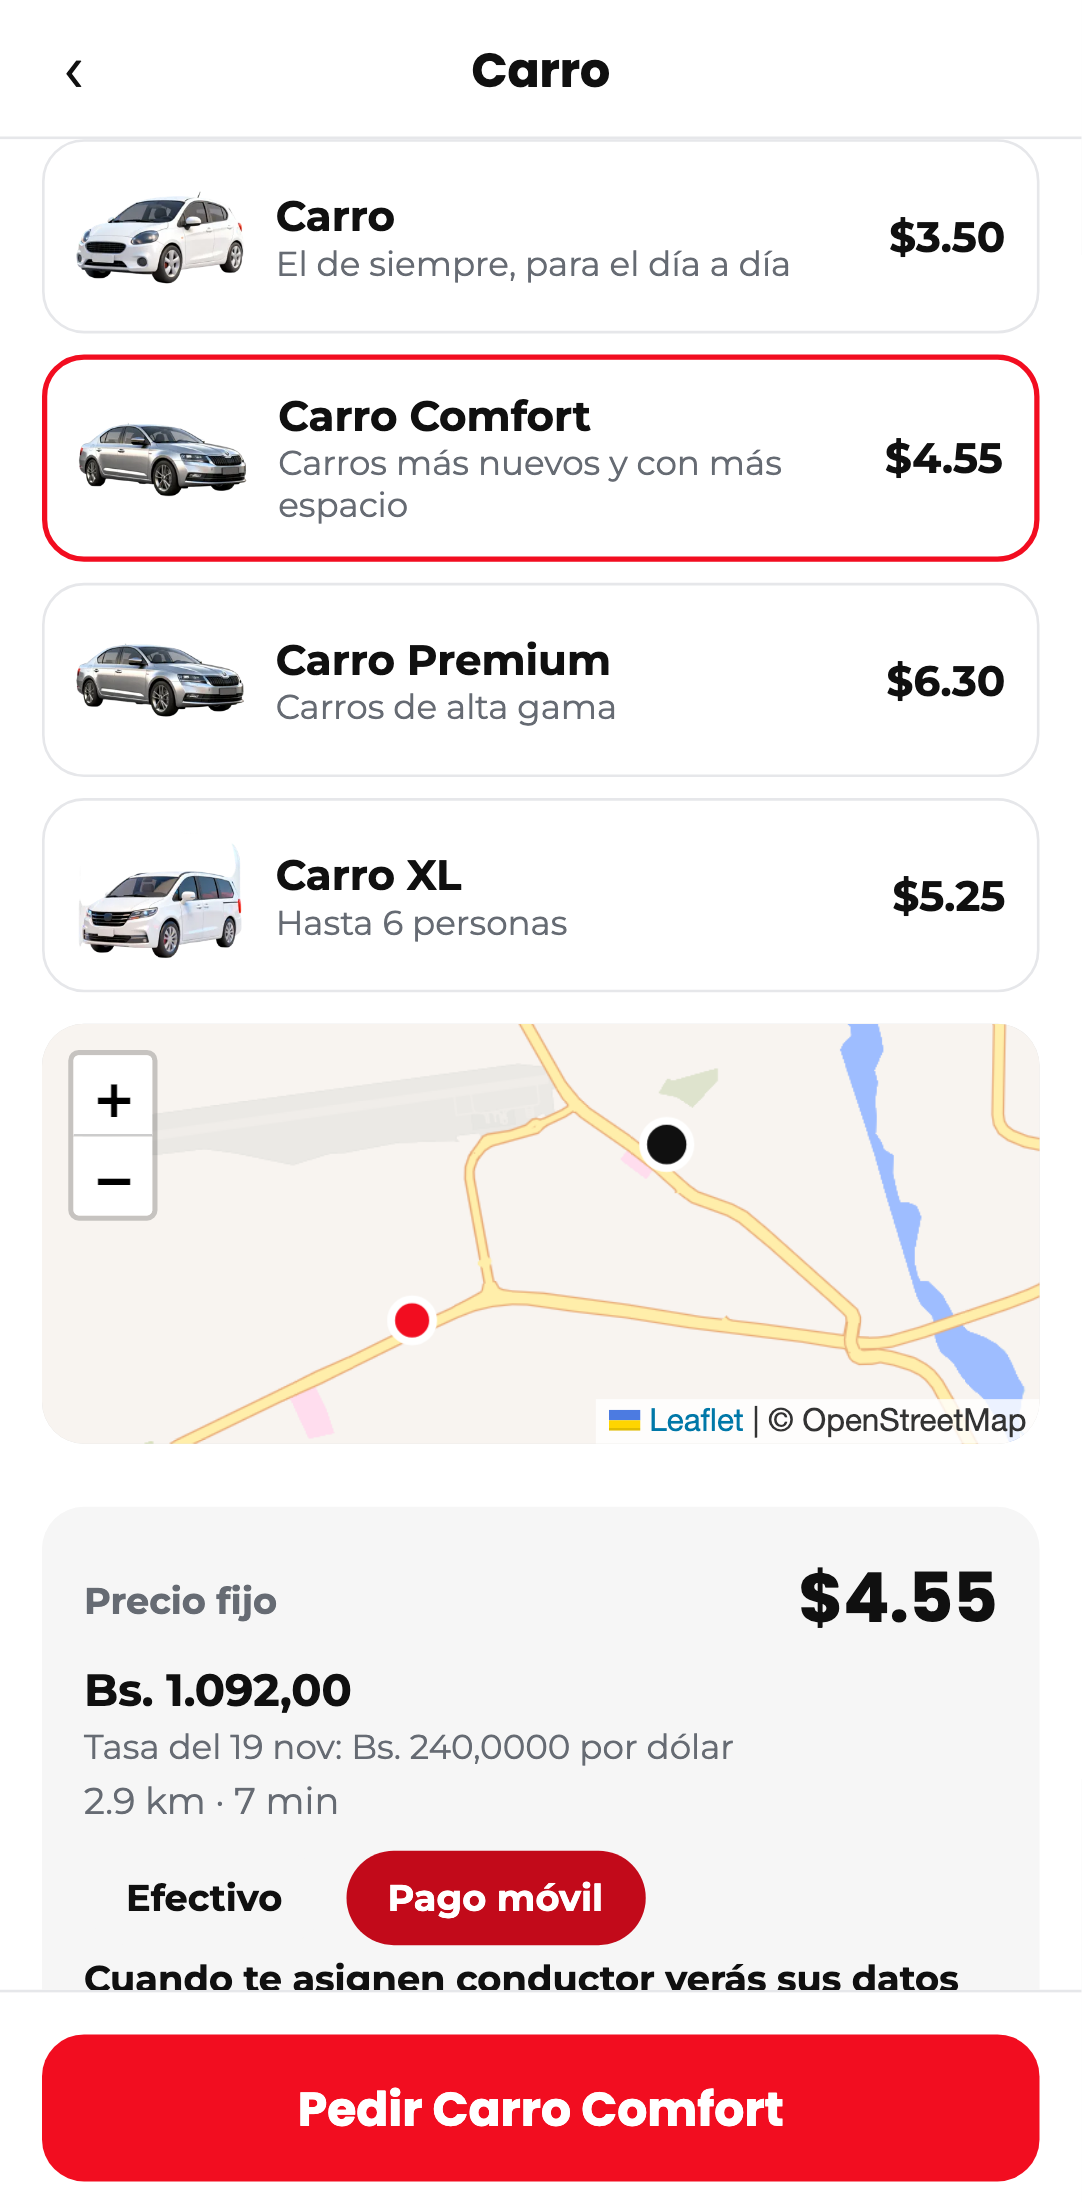 ‹
Carro
Carro
El de siempre, para el día a día
$3.50
Carro Comfort
Carros más nuevos y con más
espacio
$4.55
Carro Premium
Carros de alta gama
$6.30
Carro XL
Hasta 6 personas
$5.25
+
−
Leaflet | © OpenStreetMap
Precio fijo
$4.55
Bs. 1.092,00
Tasa del 19 nov: Bs. 240,0000 por dólar
2.9 km · 7 min
Efectivo
Pago móvil
Cuando te asignen conductor verás sus datos
Pedir Carro Comfort